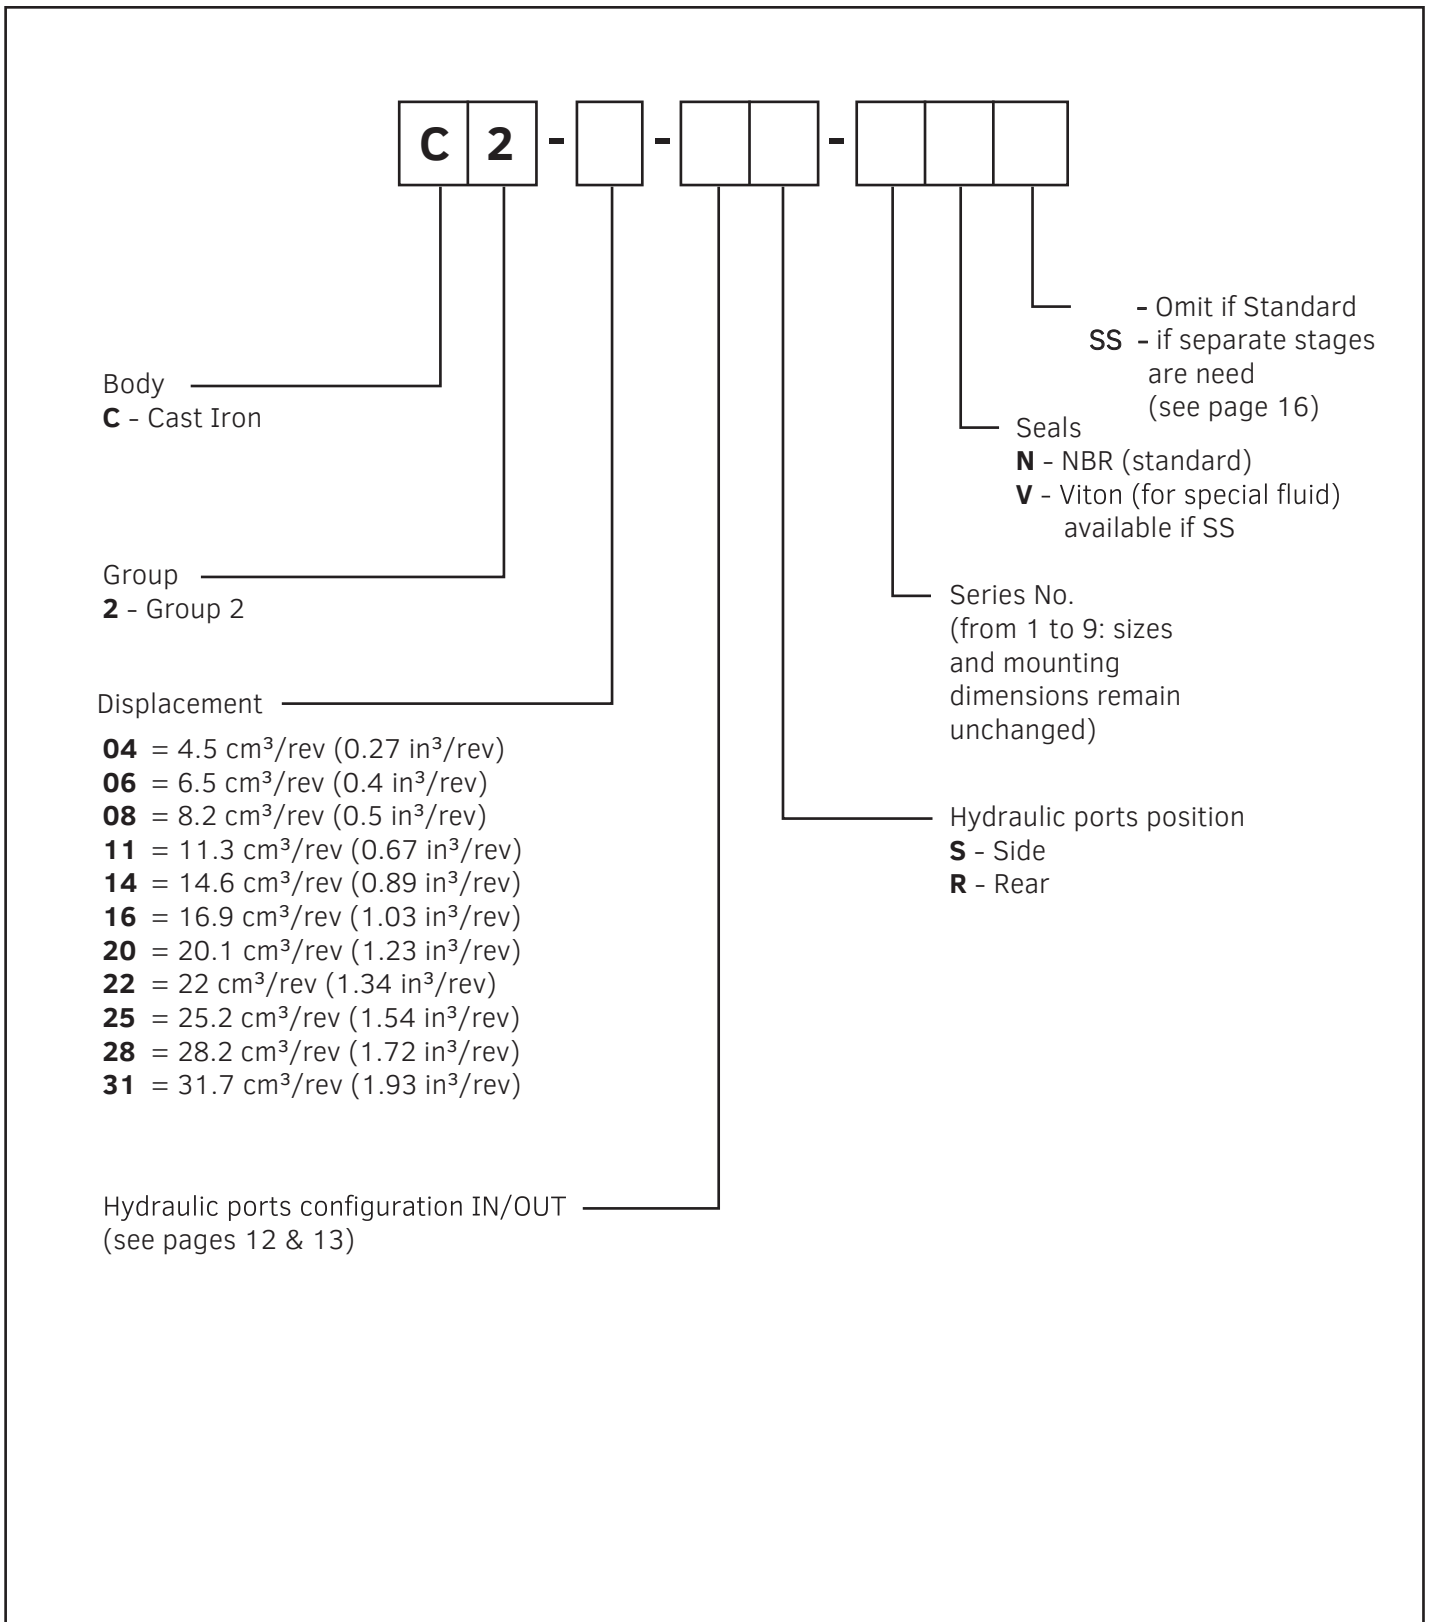 C 2 - - -
- Omit if Standard
SS - if separate stages
are need
(see page 16)
Body
C - Cast Iron
Seals
N - NBR (standard)
V - Viton (for special fluid)
available if SS
Group
2 - Group 2
Series No.
(from 1 to 9: sizes
and mounting
dimensions remain
unchanged)
Displacement
04 = 4.5 cm³/rev (0.27 in³/rev)
06 = 6.5 cm³/rev (0.4 in³/rev)
08 = 8.2 cm³/rev (0.5 in³/rev)
11 = 11.3 cm³/rev (0.67 in³/rev)
14 = 14.6 cm³/rev (0.89 in³/rev)
16 = 16.9 cm³/rev (1.03 in³/rev)
20 = 20.1 cm³/rev (1.23 in³/rev)
22 = 22 cm³/rev (1.34 in³/rev)
25 = 25.2 cm³/rev (1.54 in³/rev)
28 = 28.2 cm³/rev (1.72 in³/rev)
31 = 31.7 cm³/rev (1.93 in³/rev)
Hydraulic ports position
S - Side
R - Rear
Hydraulic ports configuration IN/OUT
(see pages 12 & 13)